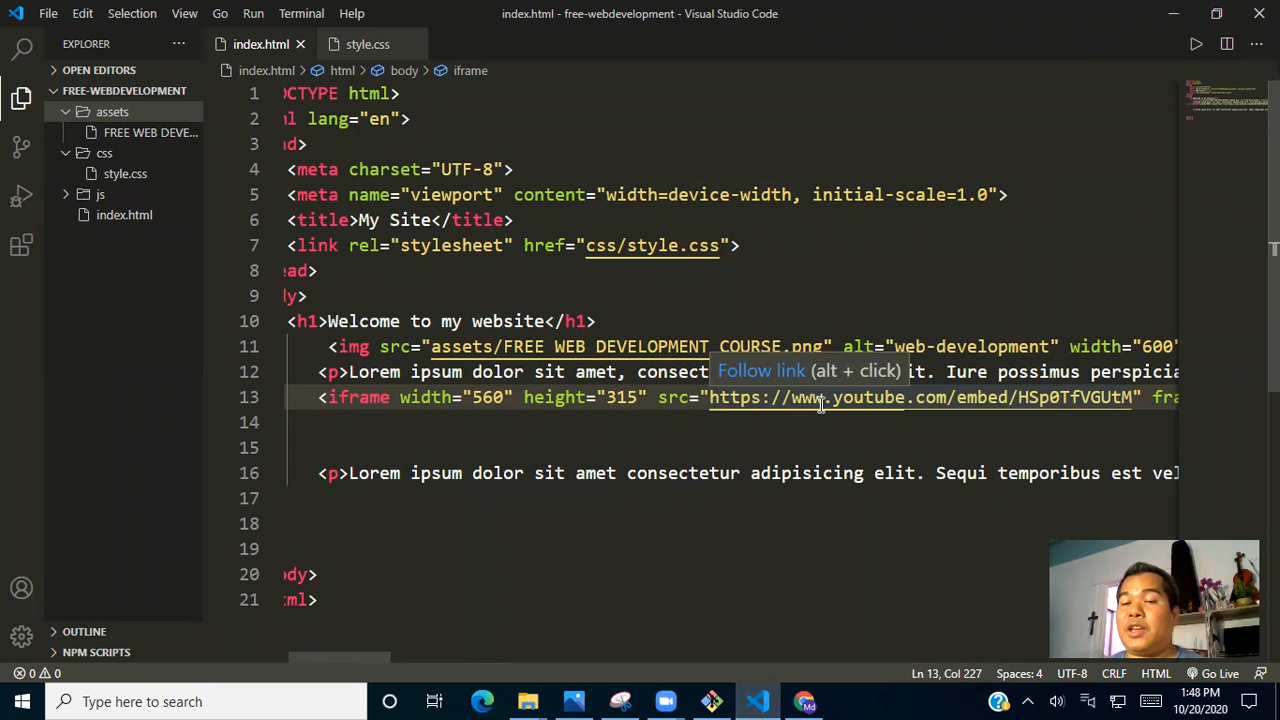 File Edit Selection View Go Run Terminal Help
index.html - free-webdevelopment - Visual Studio Code
EXPLORER
index.html
style.css
OPEN EDITORS
FREE-WEBDEVELOPMENT
assets
FREE WEB DEVE...
css
style.css
js
index.html
OUTLINE
NPM SCRIPTS
index.html > html > body > iframe
1 OCTYPE html>
2 ml lang="en">
3 ad>
4 <meta charset="UTF-8">
5 <meta name="viewport" content="width=device-width, initial-scale=1.0">
6 <title>My Site</title>
7 <link rel="stylesheet" href="css/style.css">
8 ead>
9 dy>
10 <h1>Welcome to my website</h1>
11 <img src="assets/FREE WEB DEVELOPMENT COURSE.png" alt="web-development" width="600"
12 <p>Lorem ipsum dolor sit amet, consect it. Iure possimus perspicia
Follow link (alt + click)
13 <iframe width="560" height="315" src="https://www.youtube.com/embed/HSp0TfVGUtM" fra
14
15
16 <p>Lorem ipsum dolor sit amet consectetur adipisicing elit. Sequi temporibus est vel
17
18
19
20 ody>
21 ml>
0 0
Ln 13, Col 227 Spaces: 4 UTF-8 CRLF HTML Go Live
Type here to search
1:48 PM
10/20/2020